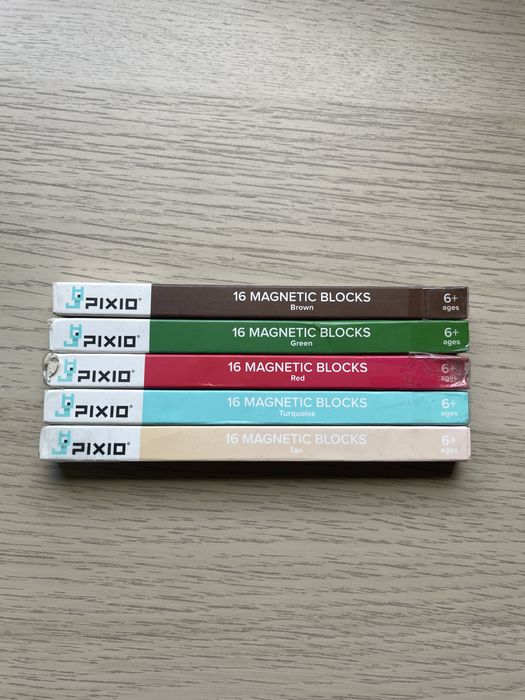 PIXIO®
16 MAGNETIC BLOCKS
Brown
6+
ages
PIXIO®
16 MAGNETIC BLOCKS
Green
6+
ages
PIXIO®
16 MAGNETIC BLOCKS
Red
6+
ages
PIXIO®
16 MAGNETIC BLOCKS
Turquoise
6+
ages
PIXIO®
16 MAGNETIC BLOCKS
Tan
6+
ages